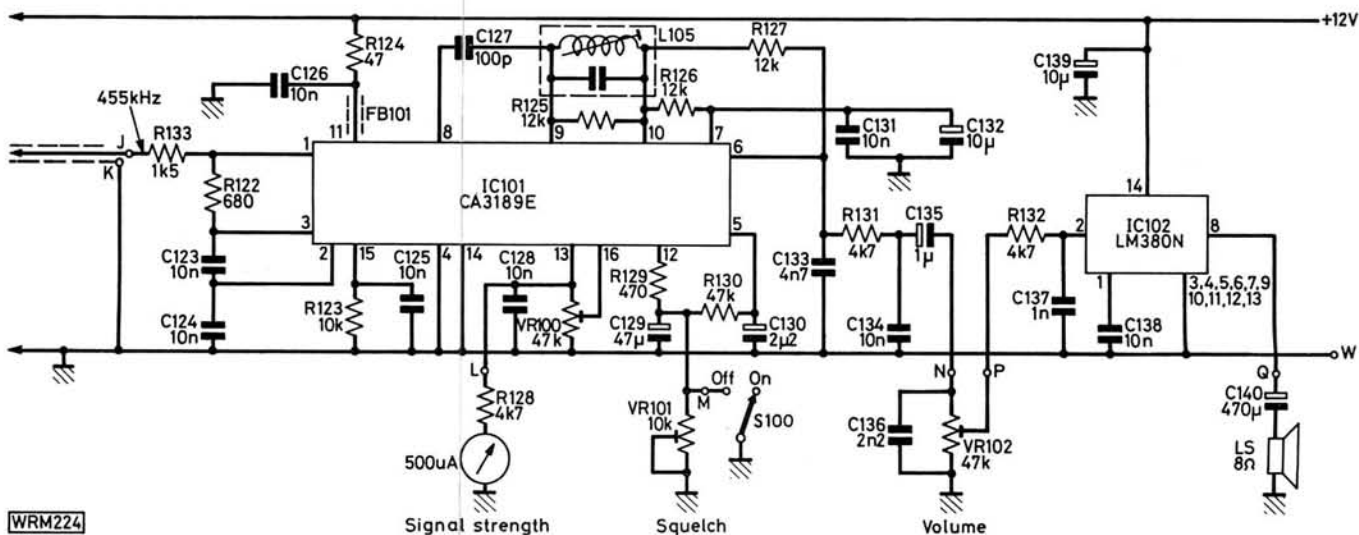 +12V
R124
47
C126
10n
FB101
455kHz
J
R133
1k5
K
R122
680
C123
10n
C124
10n
C127
100p
L105
R127
12k
R126
12k
R125
12k
C131
10n
C132
10µ
C139
10µ
11
8
9
10
7
1
3
6
5
IC101
CA3189E
2
15
4
14
13
16
12
R123
10k
C125
10n
C128
10n
VR100
47k
R129
470
C129
47µ
R130
47k
C130
2µ2
C133
4n7
R131
4k7
C134
10n
C135
1µ
R132
4k7
C137
1n
14
2
IC102
LM380N
8
1
3,4,5,6,7,9
10,11,12,13
C138
10n
W
L
R128
4k7
500uA
M
Off
On
S100
VR101
10k
N
P
C136
2n2
VR102
47k
Q
C140
470µ
LS
8Ω
WRM224
Signal strength
Squelch
Volume